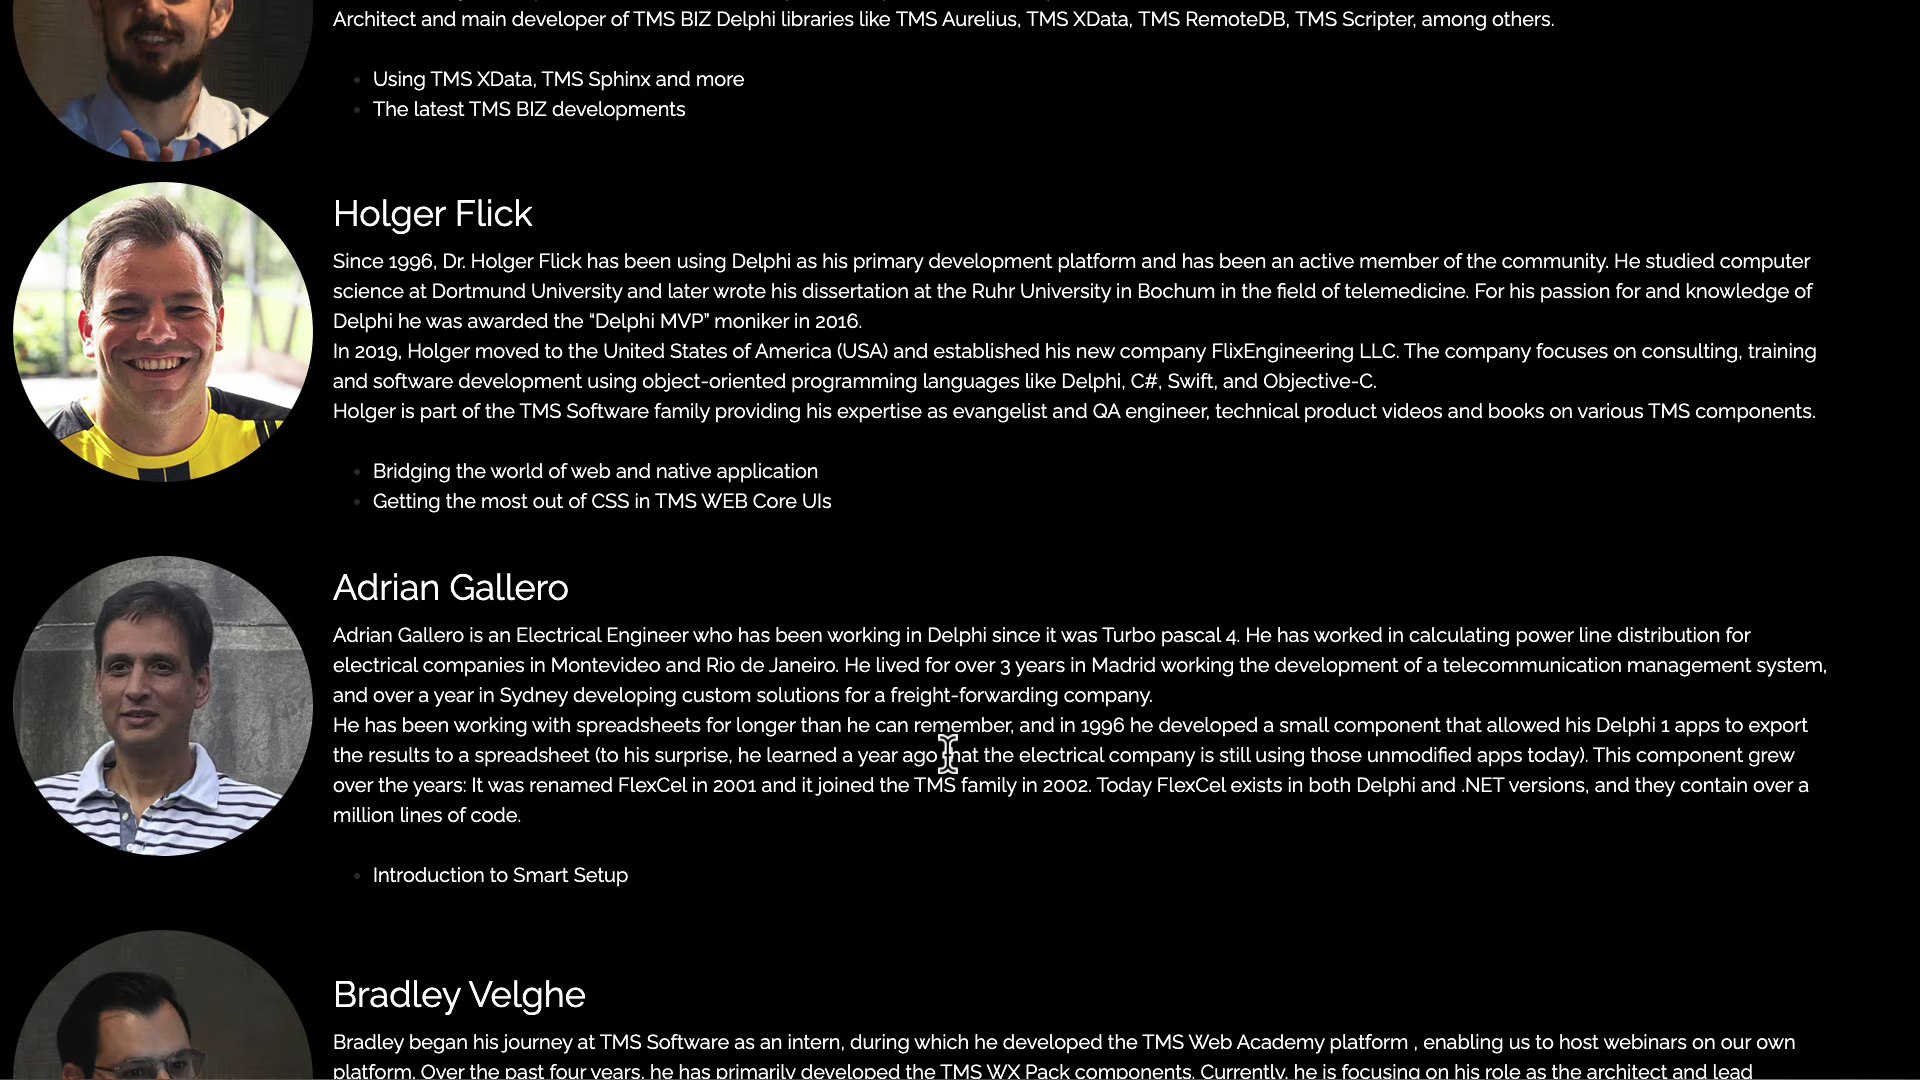 Architect and main developer of TMS BIZ Delphi libraries like TMS Aurelius, TMS XData, TMS RemoteDB, TMS Scripter, among others.
Using TMS XData, TMS Sphinx and more
The latest TMS BIZ developments
Holger Flick
Since 1996, Dr. Holger Flick has been using Delphi as his primary development platform and has been an active member of the community. He studied computer
science at Dortmund University and later wrote his dissertation at the Ruhr University in Bochum in the field of telemedicine. For his passion for and knowledge of
Delphi he was awarded the “Delphi MVP” moniker in 2016.
In 2019, Holger moved to the United States of America (USA) and established his new company FlixEngineering LLC. The company focuses on consulting, training
and software development using object-oriented programming languages like Delphi, C#, Swift, and Objective-C.
Holger is part of the TMS Software family providing his expertise as evangelist and QA engineer, technical product videos and books on various TMS components.
Bridging the world of web and native application
Getting the most out of CSS in TMS WEB Core UIs
Adrian Gallero
Adrian Gallero is an Electrical Engineer who has been working in Delphi since it was Turbo pascal 4. He has worked in calculating power line distribution for
electrical companies in Montevideo and Rio de Janeiro. He lived for over 3 years in Madrid working the development of a telecommunication management system,
and over a year in Sydney developing custom solutions for a freight-forwarding company.
He has been working with spreadsheets for longer than he can remember, and in 1996 he developed a small component that allowed his Delphi 1 apps to export
the results to a spreadsheet (to his surprise, he learned a year ago that the electrical company is still using those unmodified apps today). This component grew
over the years: It was renamed FlexCel in 2001 and it joined the TMS family in 2002. Today FlexCel exists in both Delphi and .NET versions, and they contain over a
million lines of code.
Introduction to Smart Setup
Bradley Velghe
Bradley began his journey at TMS Software as an intern, during which he developed the TMS Web Academy platform , enabling us to host webinars on our own
platform. Over the past four years, he has primarily developed the TMS WX Pack components. Currently, he is focusing on his role as the architect and lead